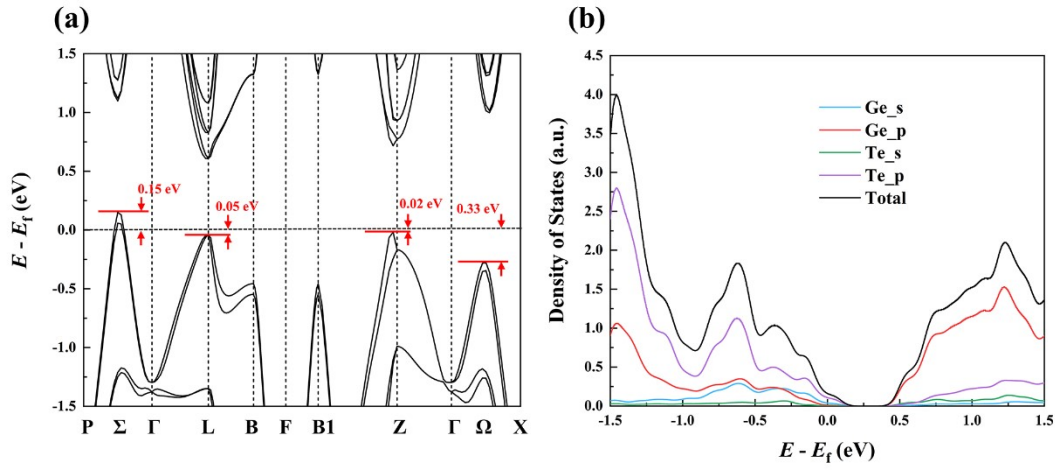 (a)
1.5
1.0
0.5
0.0
-0.5
-1.0
-1.5
E - E_f (eV)
0.15 eV
0.05 eV
0.02 eV
0.33 eV
P Σ Γ L B F B1 Z Γ Ω X
(b)
4.5
4.0
3.5
3.0
2.5
2.0
1.5
1.0
0.5
0.0
Density of States (a.u.)
Ge_s
Ge_p
Te_s
Te_p
Total
-1.5 -1.0 -0.5 0.0 0.5 1.0 1.5
E - E_f (eV)